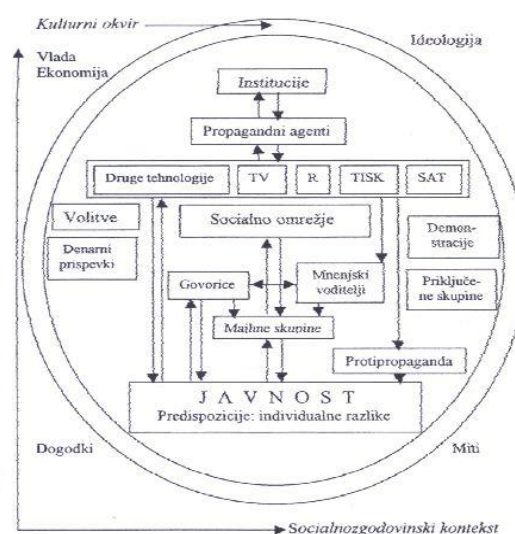 Kulturni okvir
Ideologija
Vlada
Ekonomija
Institucije
Propagandni agenti
Druge tehnologije
TV
R
TISK
SAT
Volitve
Socialno omrežje
Demon-
stracije
Denarni
prispevki
Govorice
Mnenjski
voditelji
Priključe-
ne skupine
Majhne skupine
Protipropaganda
JAVNOST
Predispozicije: individualne razlike
Dogodki
Miti
Socialnozgodovinski kontekst